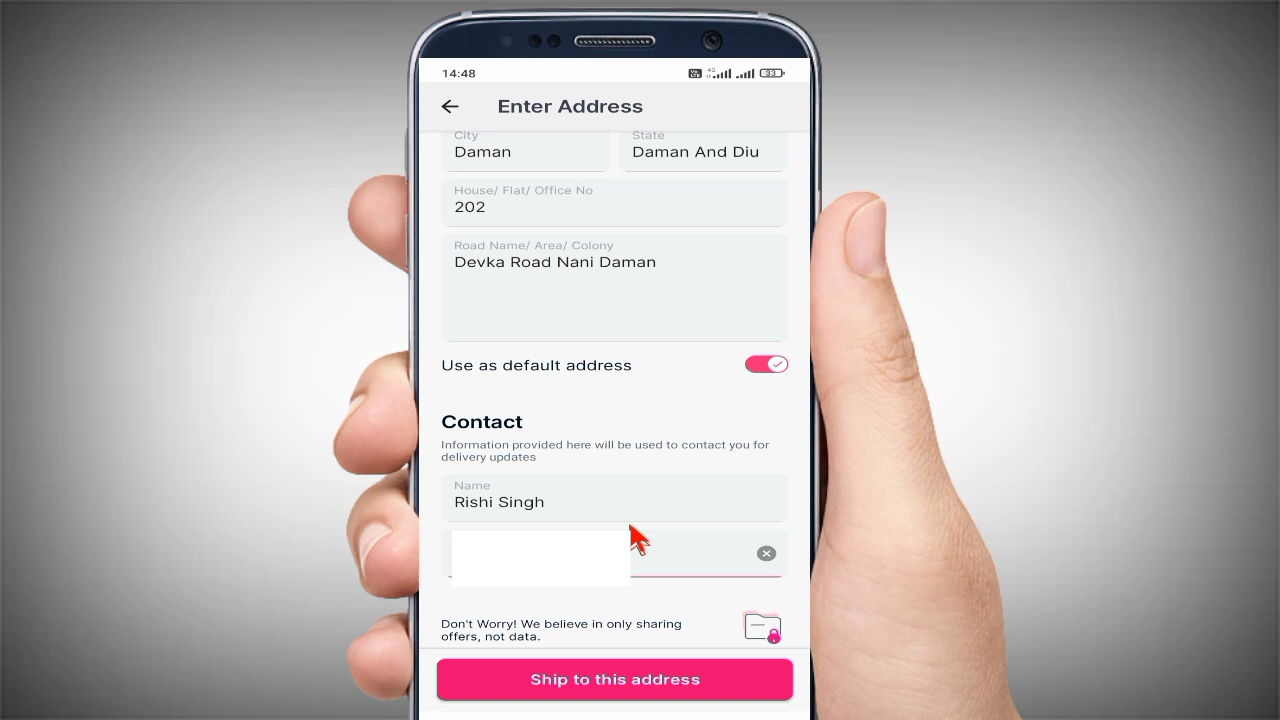 14:48
33
Enter Address
City
State
Daman
Daman And Diu
House/ Flat/ Office No
202
Road Name/ Area/ Colony
Devka Road Nani Daman
Use as default address
Contact
Information provided here will be used to contact you for
delivery updates
Name
Rishi Singh
Don't Worry! We believe in only sharing
offers, not data.
Ship to this address